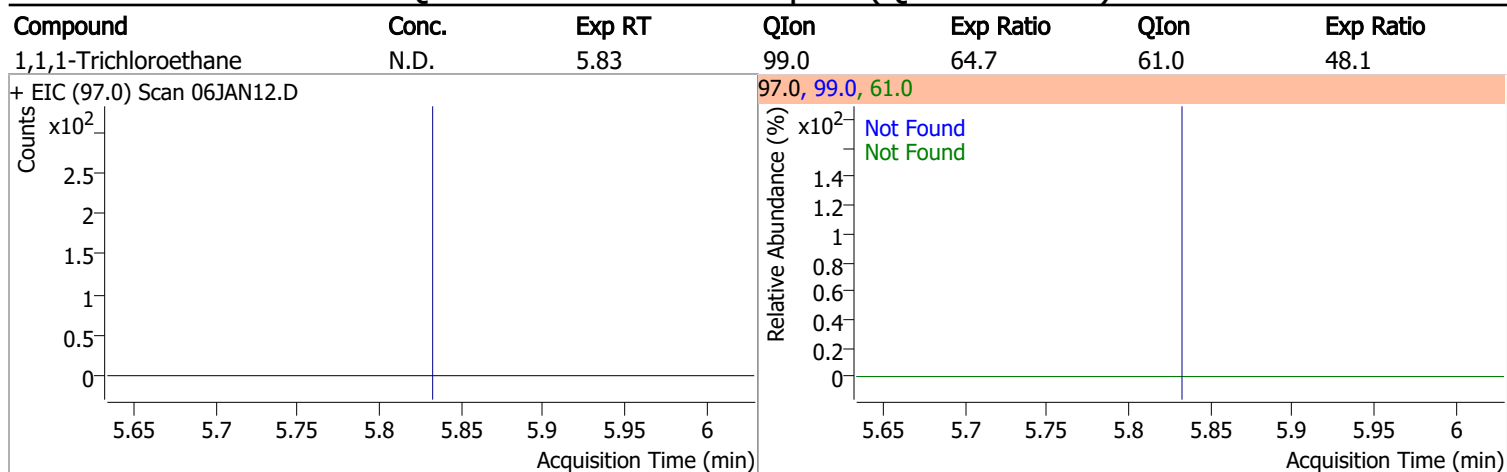 Compound Conc. Exp RT QIon Exp Ratio QIon Exp Ratio
1,1,1-Trichloroethane N.D. 5.83 99.0 64.7 61.0 48.1
+ EIC (97.0) Scan 06JAN12.D
Counts
x10²
2.5
2
1.5
1
0.5
0
5.65 5.7 5.75 5.8 5.85 5.9 5.95 6
Acquisition Time (min)
97.0, 99.0, 61.0
Relative Abundance (%)
x10²
Not Found
Not Found
1.4
1.2
1
0.8
0.6
0.4
0.2
0
5.65 5.7 5.75 5.8 5.85 5.9 5.95 6
Acquisition Time (min)